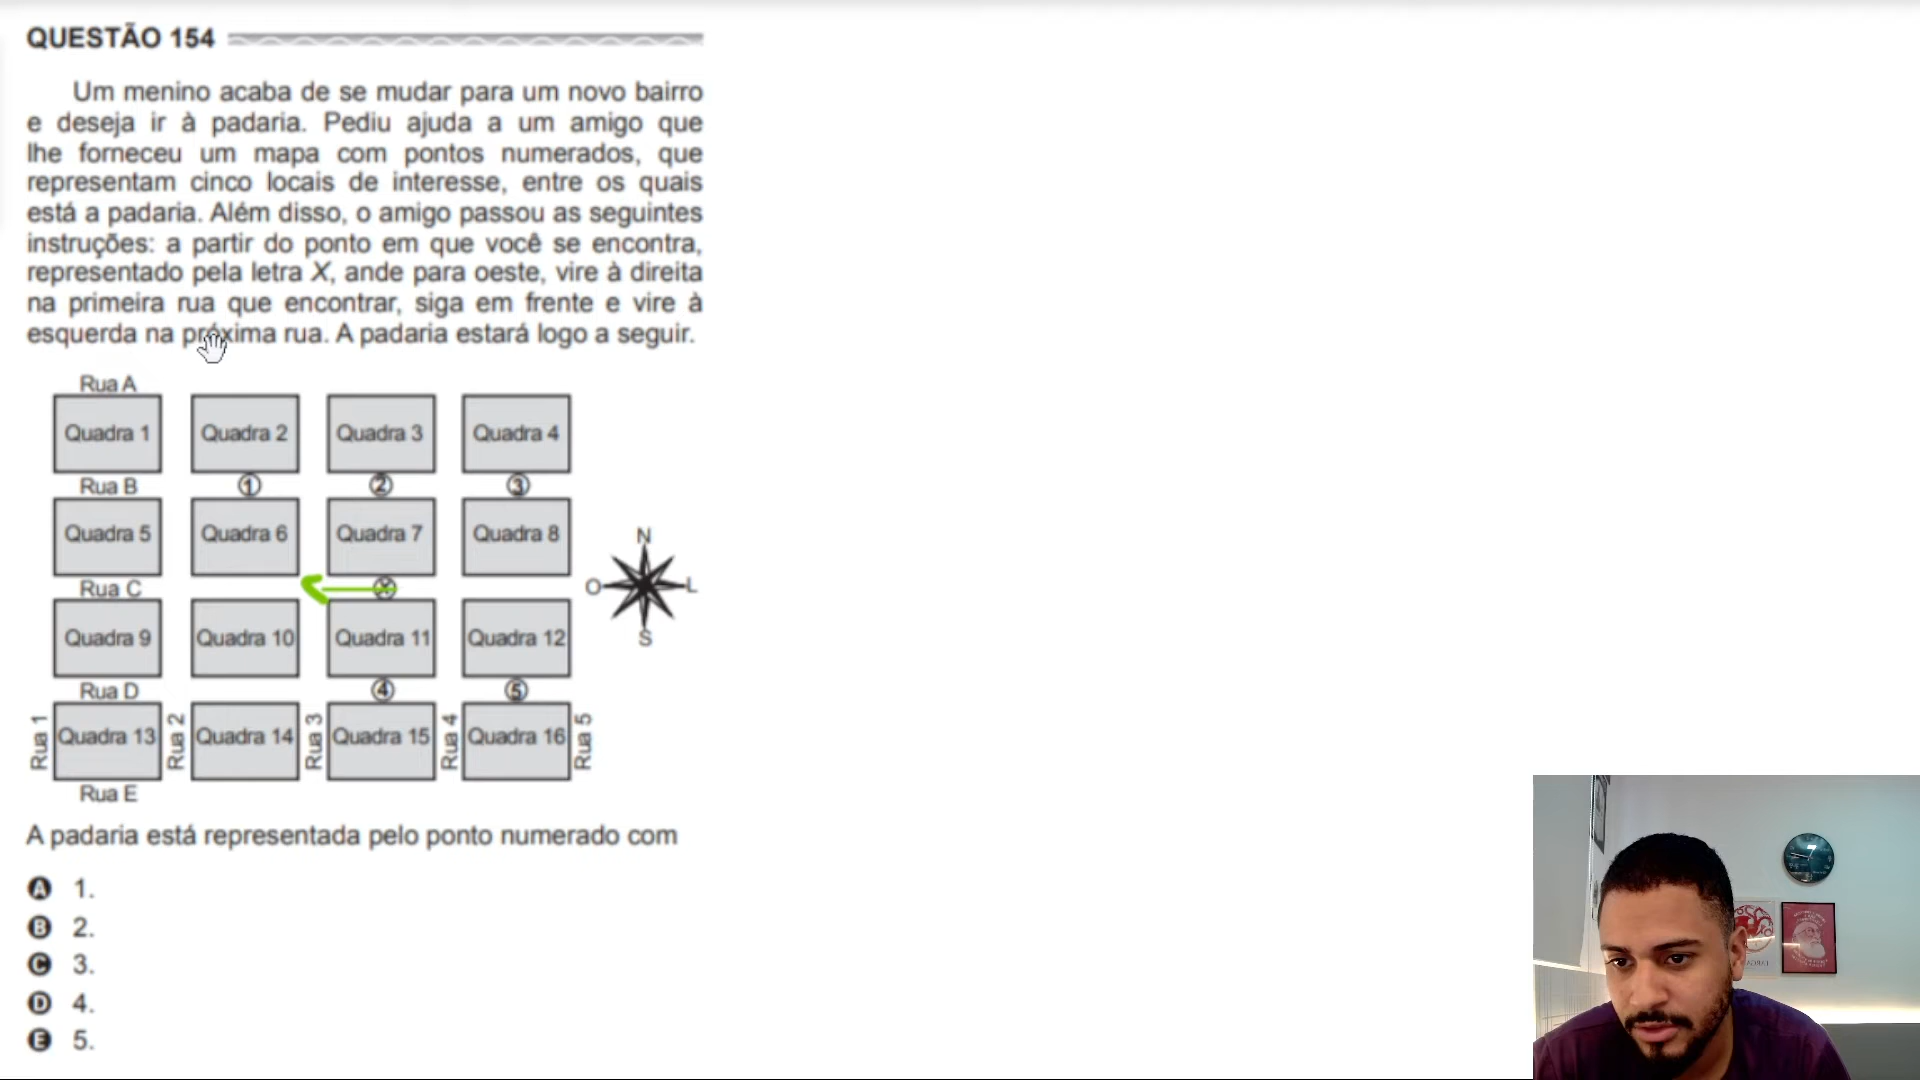 QUESTÃO 154
Um menino acaba de se mudar para um novo bairro
e deseja ir à padaria. Pediu ajuda a um amigo que
lhe forneceu um mapa com pontos numerados, que
representam cinco locais de interesse, entre os quais
está a padaria. Além disso, o amigo passou as seguintes
instruções: a partir do ponto em que você se encontra,
representado pela letra X, ande para oeste, vire à direita
na primeira rua que encontrar, siga em frente e vire à
esquerda na próxima rua. A padaria estará logo a seguir.
Rua A
Quadra 1 Quadra 2 Quadra 3 Quadra 4
Rua B 1 2 3
Quadra 5 Quadra 6 Quadra 7 Quadra 8
N
Rua C X O L
Quadra 9 Quadra 10 Quadra 11 Quadra 12
S
Rua D 4 5
Rua 1 Quadra 13 Rua 2 Quadra 14 Rua 3 Quadra 15 Rua 4 Quadra 16 Rua 5
Rua E
A padaria está representada pelo ponto numerado com
A 1.
B 2.
C 3.
D 4.
E 5.